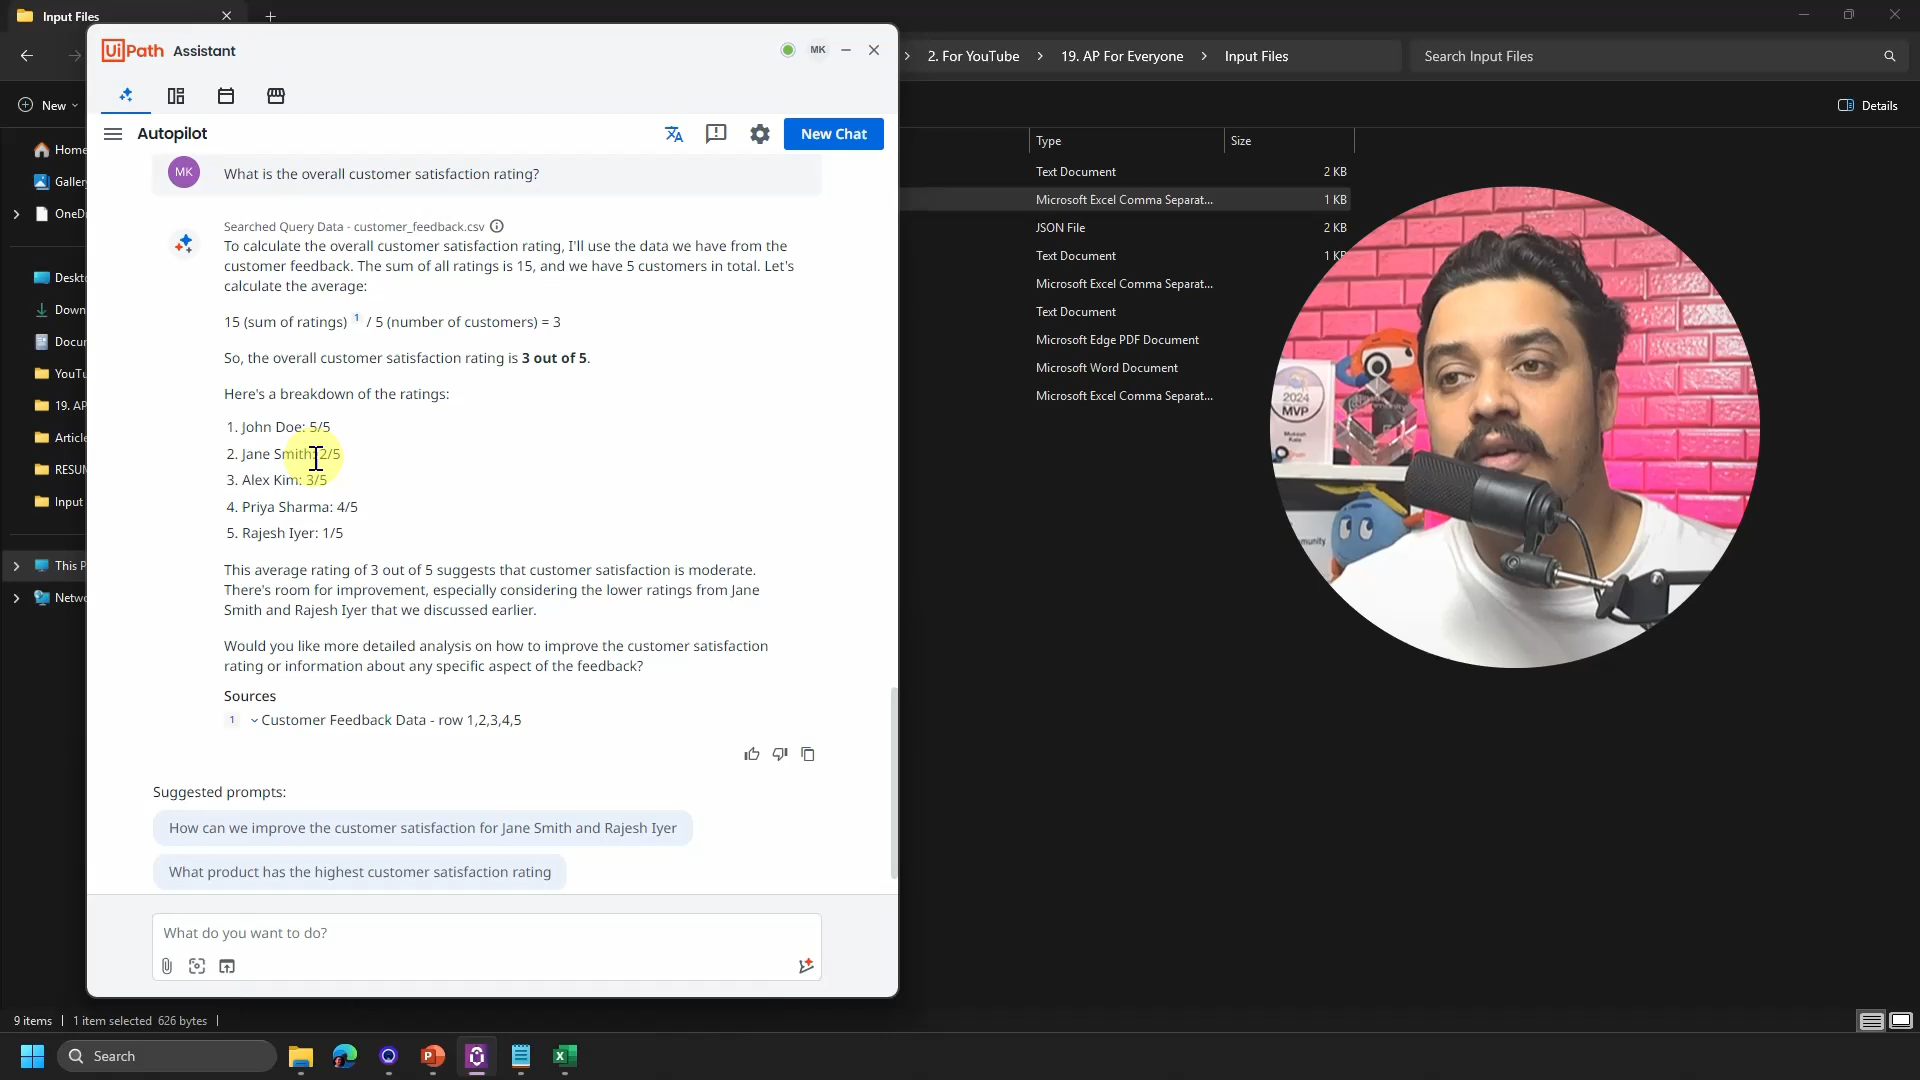 Input Files
UiPath Assistant
MK
2. For YouTube
19. AP For Everyone
Input Files
Search Input Files
New
Details
Autopilot
New Chat
Type
Size
Home
Text Document
2 KB
MK
What is the overall customer satisfaction rating?
Microsoft Excel Comma Separat...
1 KB
JSON File
2 KB
Searched Query Data - customer_feedback.csv
To calculate the overall customer satisfaction rating, I'll use the data we have from the
customer feedback. The sum of all ratings is 15, and we have 5 customers in total. Let's
calculate the average:
Text Document
Microsoft Excel Comma Separat...
Text Document
15 (sum of ratings) 1 / 5 (number of customers) = 3
Microsoft Edge PDF Document
So, the overall customer satisfaction rating is 3 out of 5.
Microsoft Word Document
19. AP
Here's a breakdown of the ratings:
Microsoft Excel Comma Separat...
1. John Doe: 5/5
2. Jane Smith: 2/5
3. Alex Kim: 3/5
Input
4. Priya Sharma: 4/5
5. Rajesh Iyer: 1/5
This average rating of 3 out of 5 suggests that customer satisfaction is moderate.
There's room for improvement, especially considering the lower ratings from Jane
Smith and Rajesh Iyer that we discussed earlier.
This P
Would you like more detailed analysis on how to improve the customer satisfaction
rating or information about any specific aspect of the feedback?
Sources
1 Customer Feedback Data - row 1,2,3,4,5
Suggested prompts:
How can we improve the customer satisfaction for Jane Smith and Rajesh Iyer
What product has the highest customer satisfaction rating
What do you want to do?
2024
MVP
9 items
1 item selected 626 bytes
Search